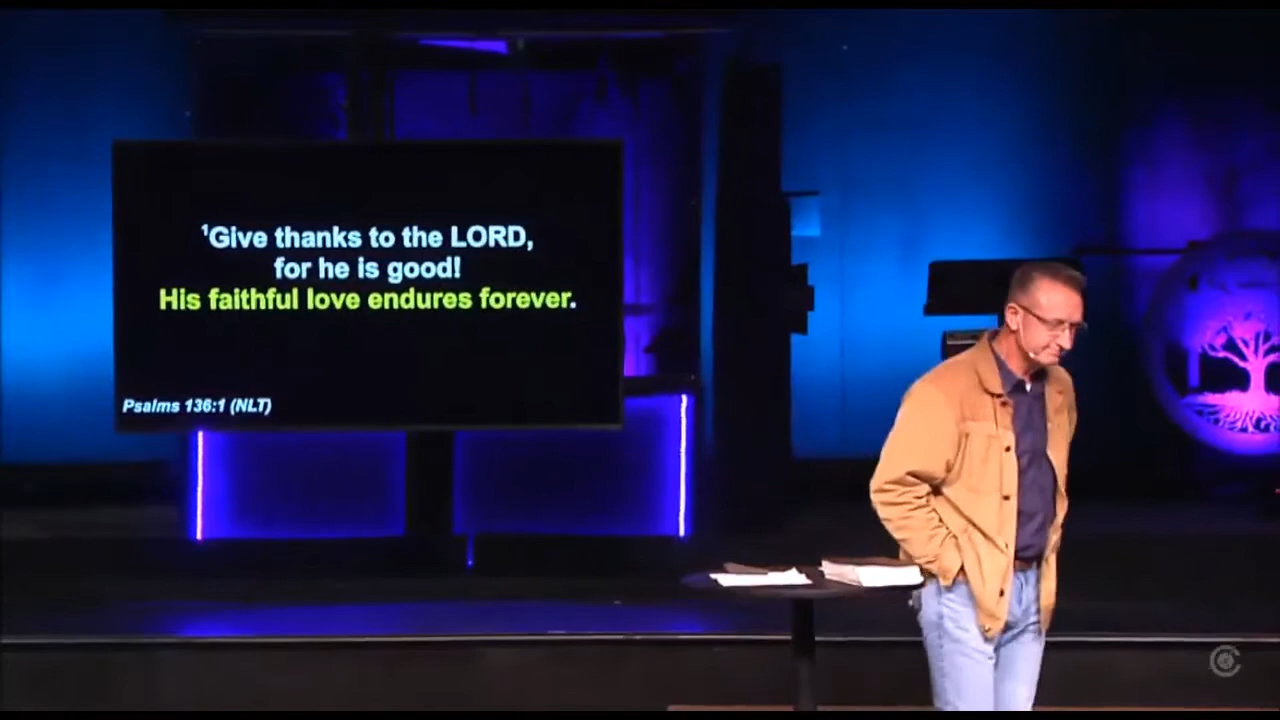 ¹Give thanks to the LORD,
for he is good!
His faithful love endures forever.
Psalms 136:1 (NLT)